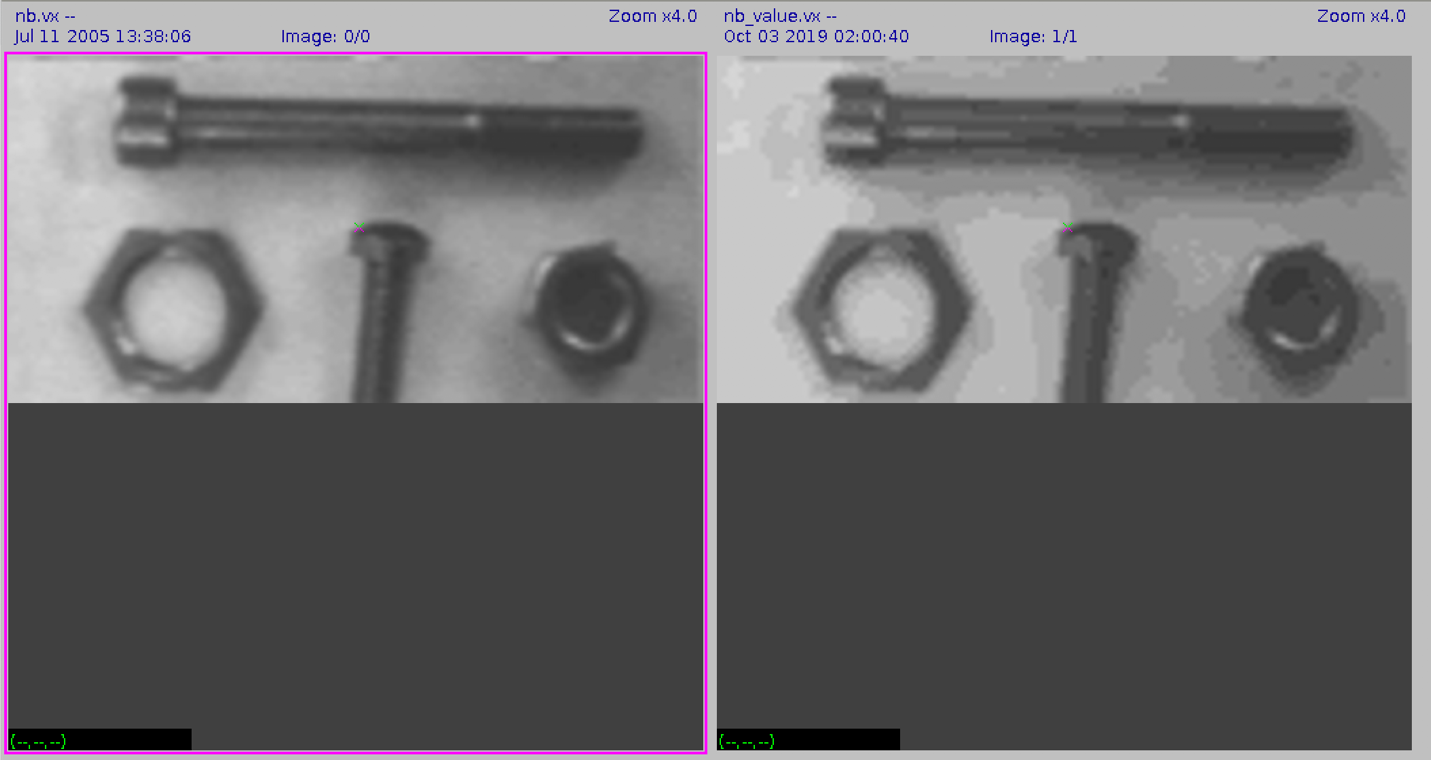 nb.vx -- Zoom x4.0
Jul 11 2005 13:38:06 Image: 0/0
(--,--,--)
nb_value.vx -- Zoom x4.0
Oct 03 2019 02:00:40 Image: 1/1
(--,--,--)